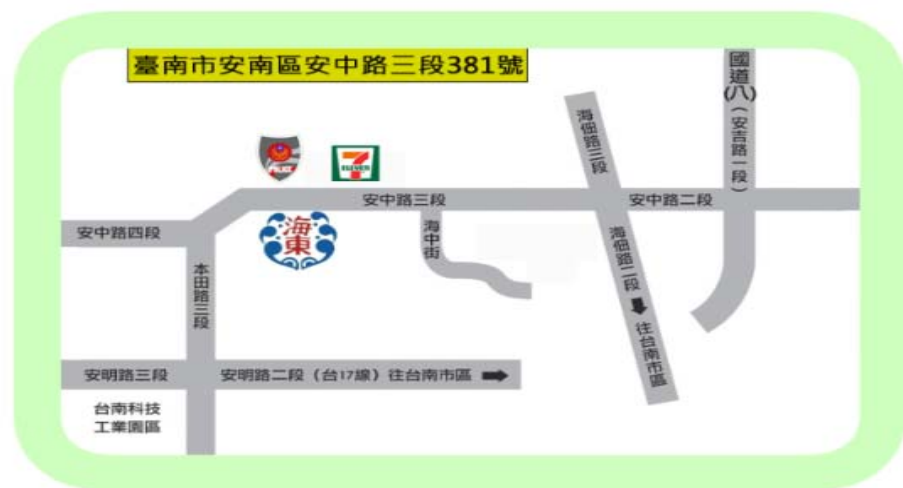 臺南市安南區安中路三段381號
國道(八)(安吉路一段)
海佃路三段
7
ELEVEN
安中路三段
安中路二段
海東
海中街
安中路四段
海佃路二段
往台南市區
本田路三段
安明路三段
安明路二段(台17線)往台南市區
台南科技
工業園區